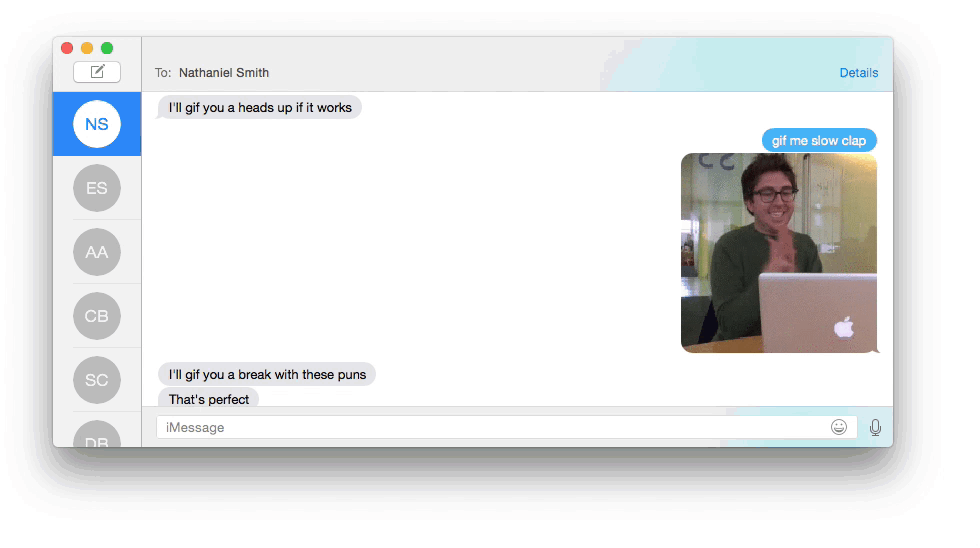 To: Nathaniel Smith
Details
NS
ES
AA
CB
SC
DB
I'll gif you a heads up if it works
gif me slow clap
I'll gif you a break with these puns
That's perfect
iMessage